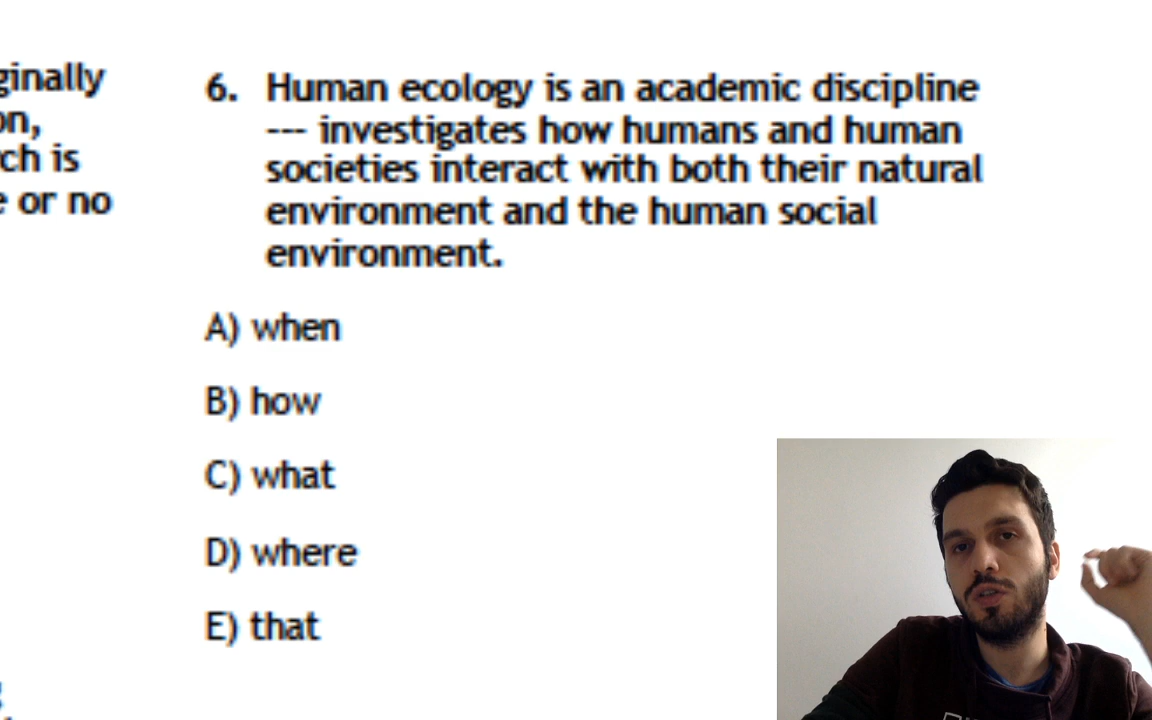 ginally
on,
rch is
e or no
6. Human ecology is an academic discipline
--- investigates how humans and human
societies interact with both their natural
environment and the human social
environment.
A) when
B) how
C) what
D) where
E) that